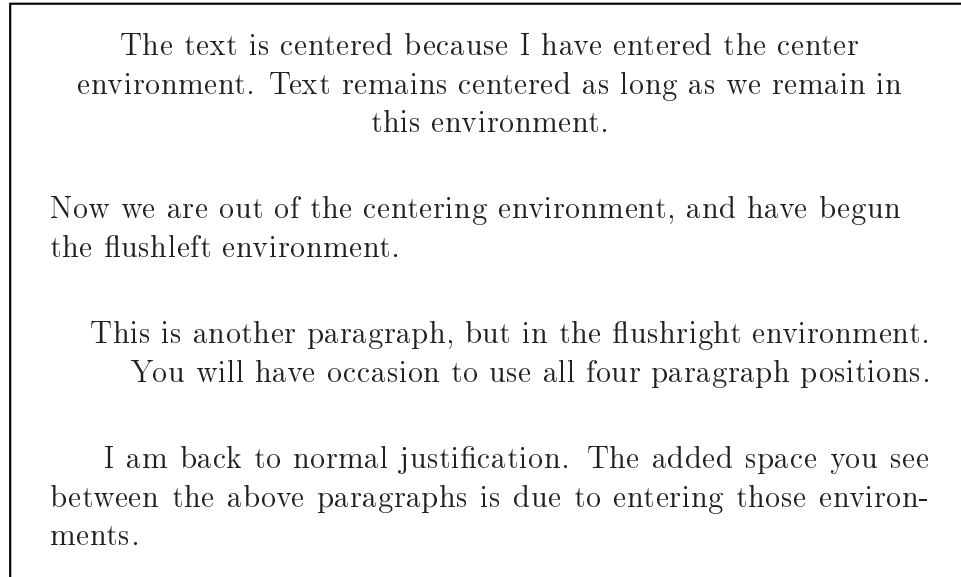 The text is centered because I have entered the center
environment. Text remains centered as long as we remain in
this environment.
Now we are out of the centering environment, and have begun
the flushleft environment.
This is another paragraph, but in the flushright environment.
You will have occasion to use all four paragraph positions.
I am back to normal justification. The added space you see
between the above paragraphs is due to entering those environ-
ments.